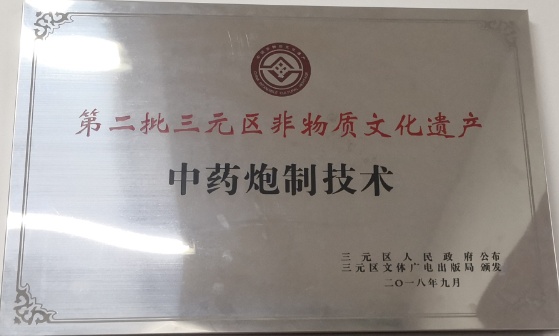 第二批三元区非物质文化遗产
中药炮制技术
三元区人民政府公布
三元区文体广电出版局 颁发
二〇一八年九月